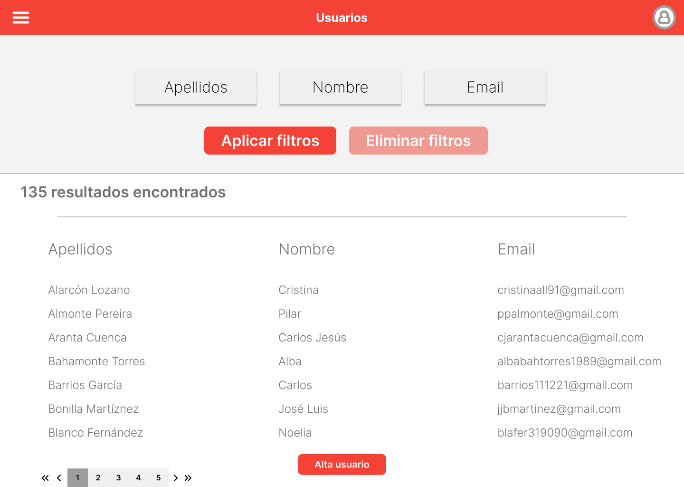 Usuarios
Apellidos Nombre Email
Aplicar filtros Eliminar filtros
135 resultados encontrados
Apellidos Nombre Email
Alarcón Lozano Cristina cristinaall91@gmail.com
Almonte Pereira Pilar ppalmonte@gmail.com
Aranta Cuenca Carlos Jesús cjarantacuenca@gmail.com
Bahamonte Torres Alba albabahtorres1989@gmail.com
Barrios García Carlos barrios111221@gmail.com
Bonilla Martíznez José Luis jjbmartinez@gmail.com
Blanco Fernández Noelia blafer319090@gmail.com
Alta usuario
« ‹ 1 2 3 4 5 › »